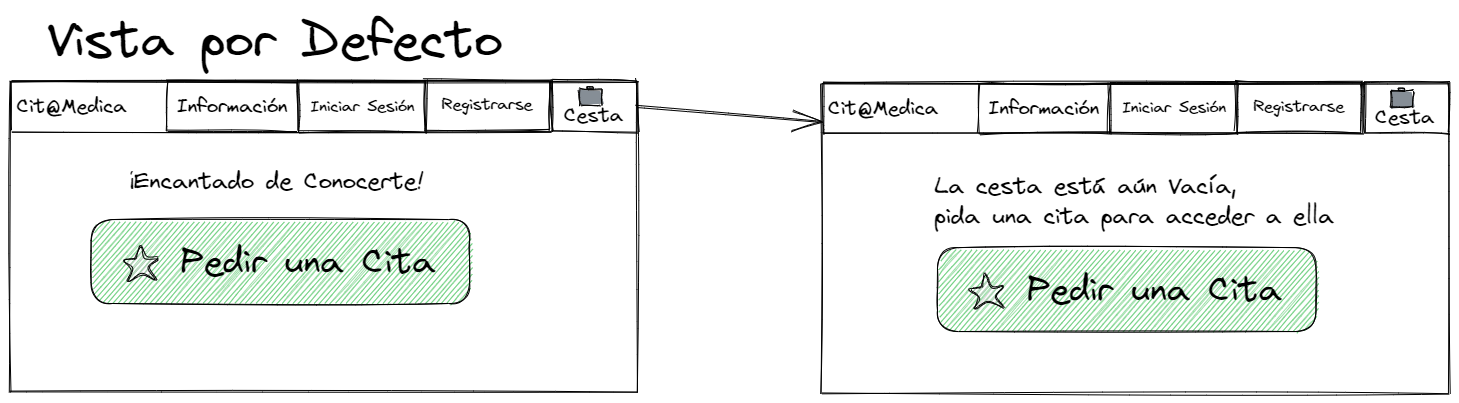 Vista por Defecto
Cit@Medica
Información
Iniciar Sesión
Registrarse
Cesta
¡Encantado de Conocerte!
Pedir una Cita
Cit@Medica
Información
Iniciar Sesión
Registrarse
Cesta
La cesta está aún Vacía,
pida una cita para acceder a ella
Pedir una Cita